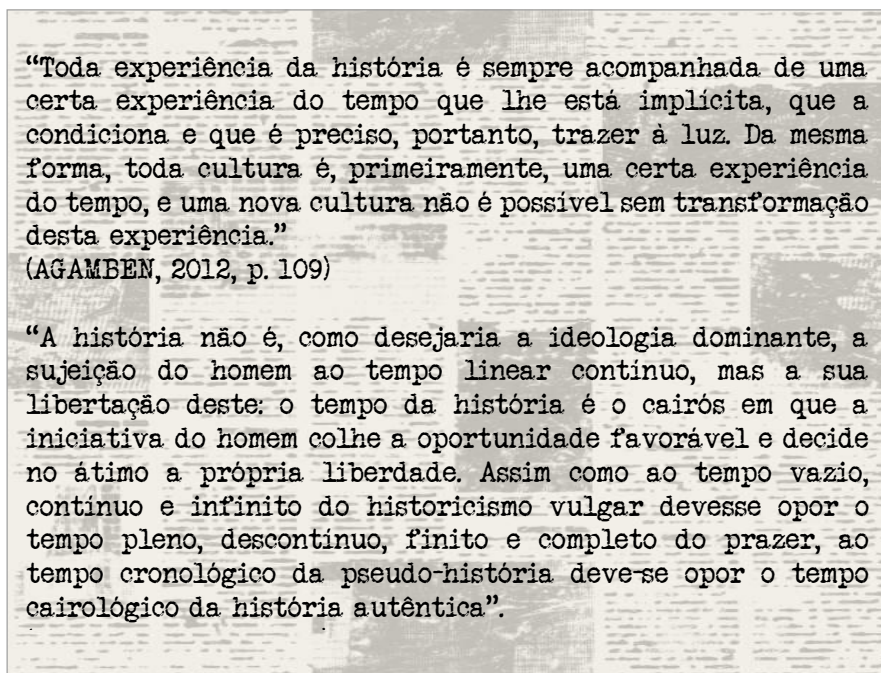 “Toda experiência da história é sempre acompanhada de uma
certa experiência do tempo que lhe está implícita, que a
condiciona e que é preciso, portanto, trazer à luz. Da mesma
forma, toda cultura é, primeiramente, uma certa experiência
do tempo, e uma nova cultura não é possível sem transformação
desta experiência.”
(AGAMBEN, 2012, p. 109)
“A história não é, como desejaria a ideologia dominante, a
sujeição do homem ao tempo linear contínuo, mas a sua
libertação deste: o tempo da história é o cairós em que a
iniciativa do homem colhe a oportunidade favorável e decide
no átimo a própria liberdade. Assim como ao tempo vazio,
contínuo e infinito do historicismo vulgar devesse opor o
tempo pleno, descontínuo, finito e completo do prazer, ao
tempo cronológico da pseudo-história deve-se opor o tempo
cairológico da história autêntica”.